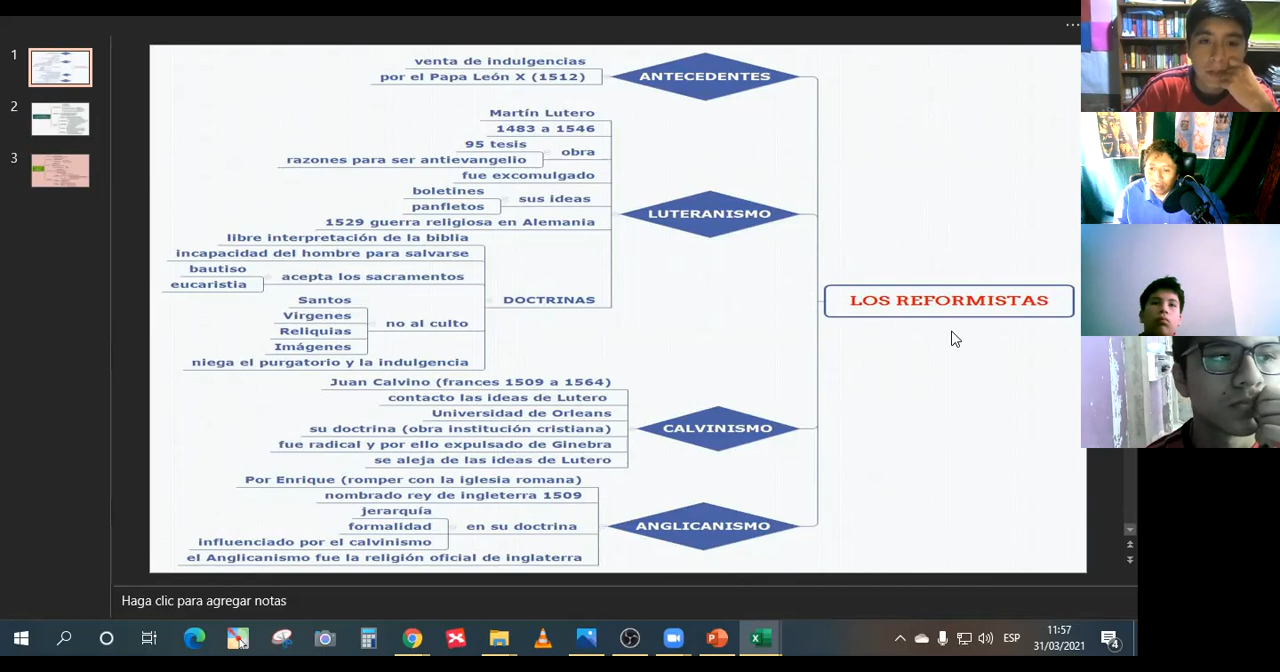 1
2
3
venta de indulgencias
por el Papa León X (1512)
ANTECEDENTES
Martín Lutero
1483 a 1546
95 tesis
razones para ser antievangelio
obra
fue excomulgado
boletines
panfletos
sus ideas
1529 guerra religiosa en Alemania
LUTERANISMO
libre interpretación de la biblia
incapacidad del hombre para salvarse
bautiso
eucaristia
acepta los sacramentos
DOCTRINAS
Santos
Virgenes
Reliquias
Imágenes
no al culto
niega el purgatorio y la indulgencia
LOS REFORMISTAS
Juan Calvino (frances 1509 a 1564)
contacto las ideas de Lutero
Universidad de Orleans
su doctrina (obra institución cristiana)
fue radical y por ello expulsado de Ginebra
se aleja de las ideas de Lutero
CALVINISMO
Por Enrique (romper con la iglesia romana)
nombrado rey de ingleterra 1509
jerarquía
formalidad
influenciado por el calvinismo
en su doctrina
el Anglicanismo fue la religión oficial de inglaterra
ANGLICANISMO
Haga clic para agregar notas
ESP
11:57
31/03/2021
4